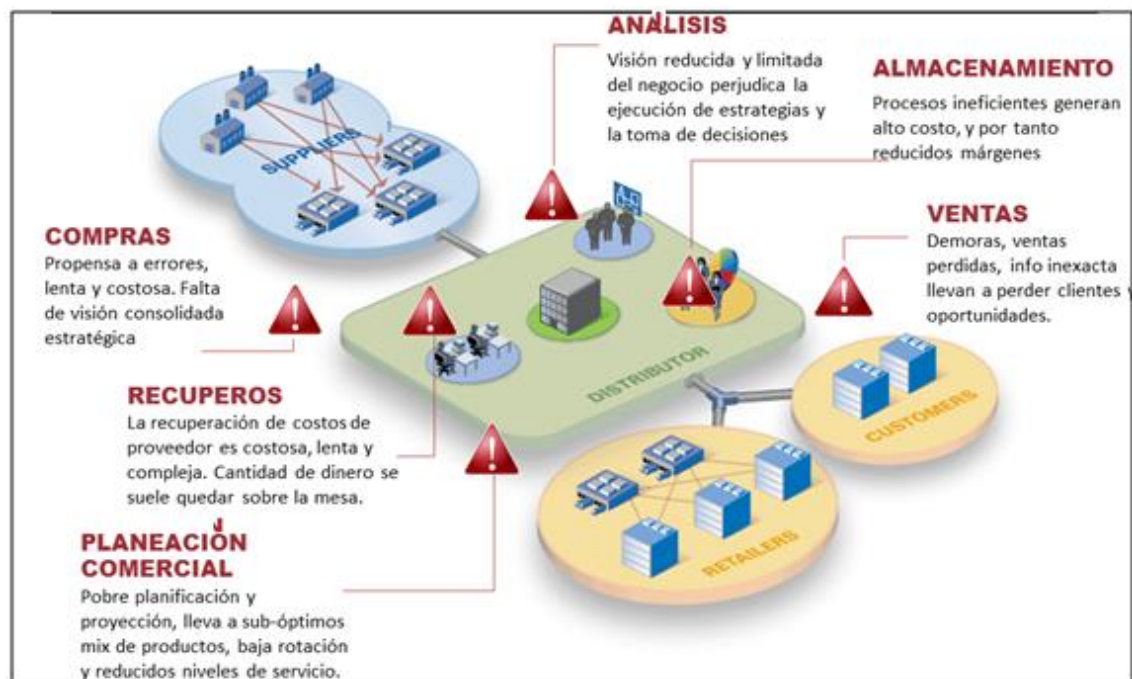 ANÁLISIS
Visión reducida y limitada
del negocio perjudica la
ejecución de estrategias y
la toma de decisiones
ALMACENAMIENTO
Procesos ineficientes generan
alto costo, y por tanto
reducidos márgenes
SUPPLIERS
COMPRAS
Propensa a errores,
lenta y costosa. Falta
de visión consolidada
estratégica
VENTAS
Demoras, ventas
perdidas, info inexacta
llevan a perder clientes y
oportunidades.
DISTRIBUTOR
CUSTOMERS
RETAILERS
RECUPEROS
La recuperación de costos de
proveedor es costosa, lenta y
compleja. Cantidad de dinero se
suele quedar sobre la mesa.
PLANEACIÓN
COMERCIAL
Pobre planificación y
proyección, lleva a sub-óptimos
mix de productos, baja rotación
y reducidos niveles de servicio.